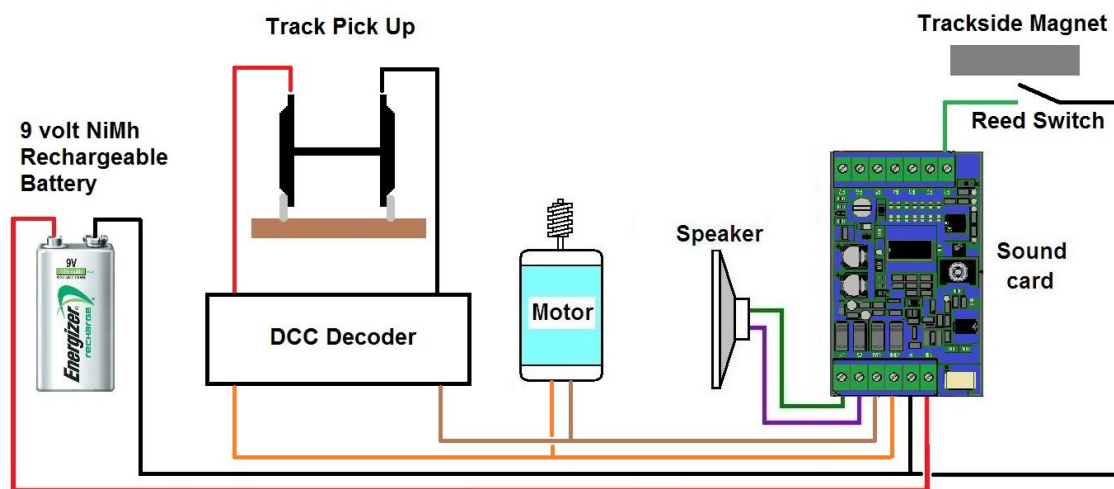 Track Pick Up
Trackside Magnet
Reed Switch
9 volt NiMh
Rechargeable
Battery
9V
Energizer
RECHARGE
DCC Decoder
Motor
Speaker
Sound
card